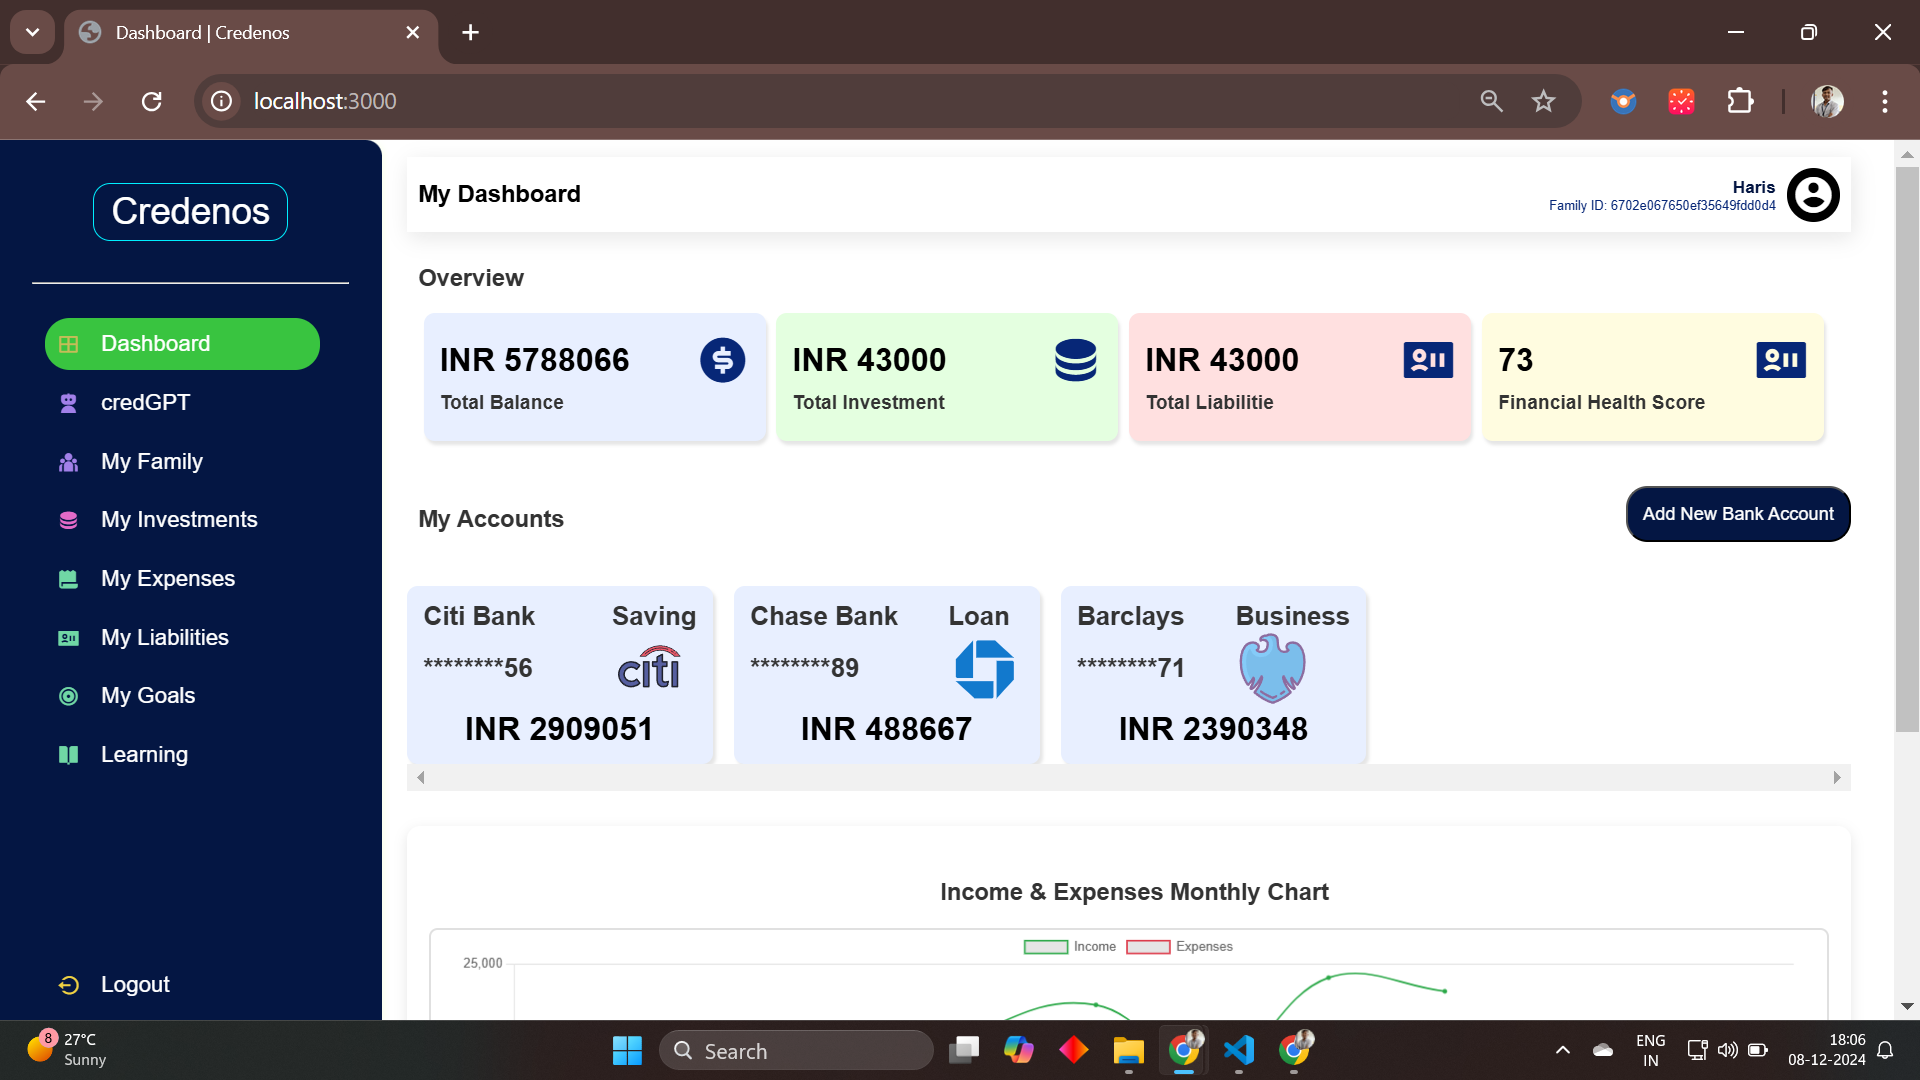 Dashboard | Credenos
localhost:3000
Credenos
Dashboard
credGPT
My Family
My Investments
My Expenses
My Liabilities
My Goals
Learning
Logout
My Dashboard
Haris
Family ID: 6702e067650ef35649fdd0d4
Overview
INR 5788066
Total Balance
INR 43000
Total Investment
INR 43000
Total Liabilitie
73
Financial Health Score
My Accounts
Add New Bank Account
Citi Bank Saving
********56
citi
INR 2909051
Chase Bank Loan
********89
INR 488667
Barclays Business
********71
INR 2390348
Income & Expenses Monthly Chart
Income Expenses
25,000
8
27°C
Sunny
Search
ENG
IN
18:06
08-12-2024